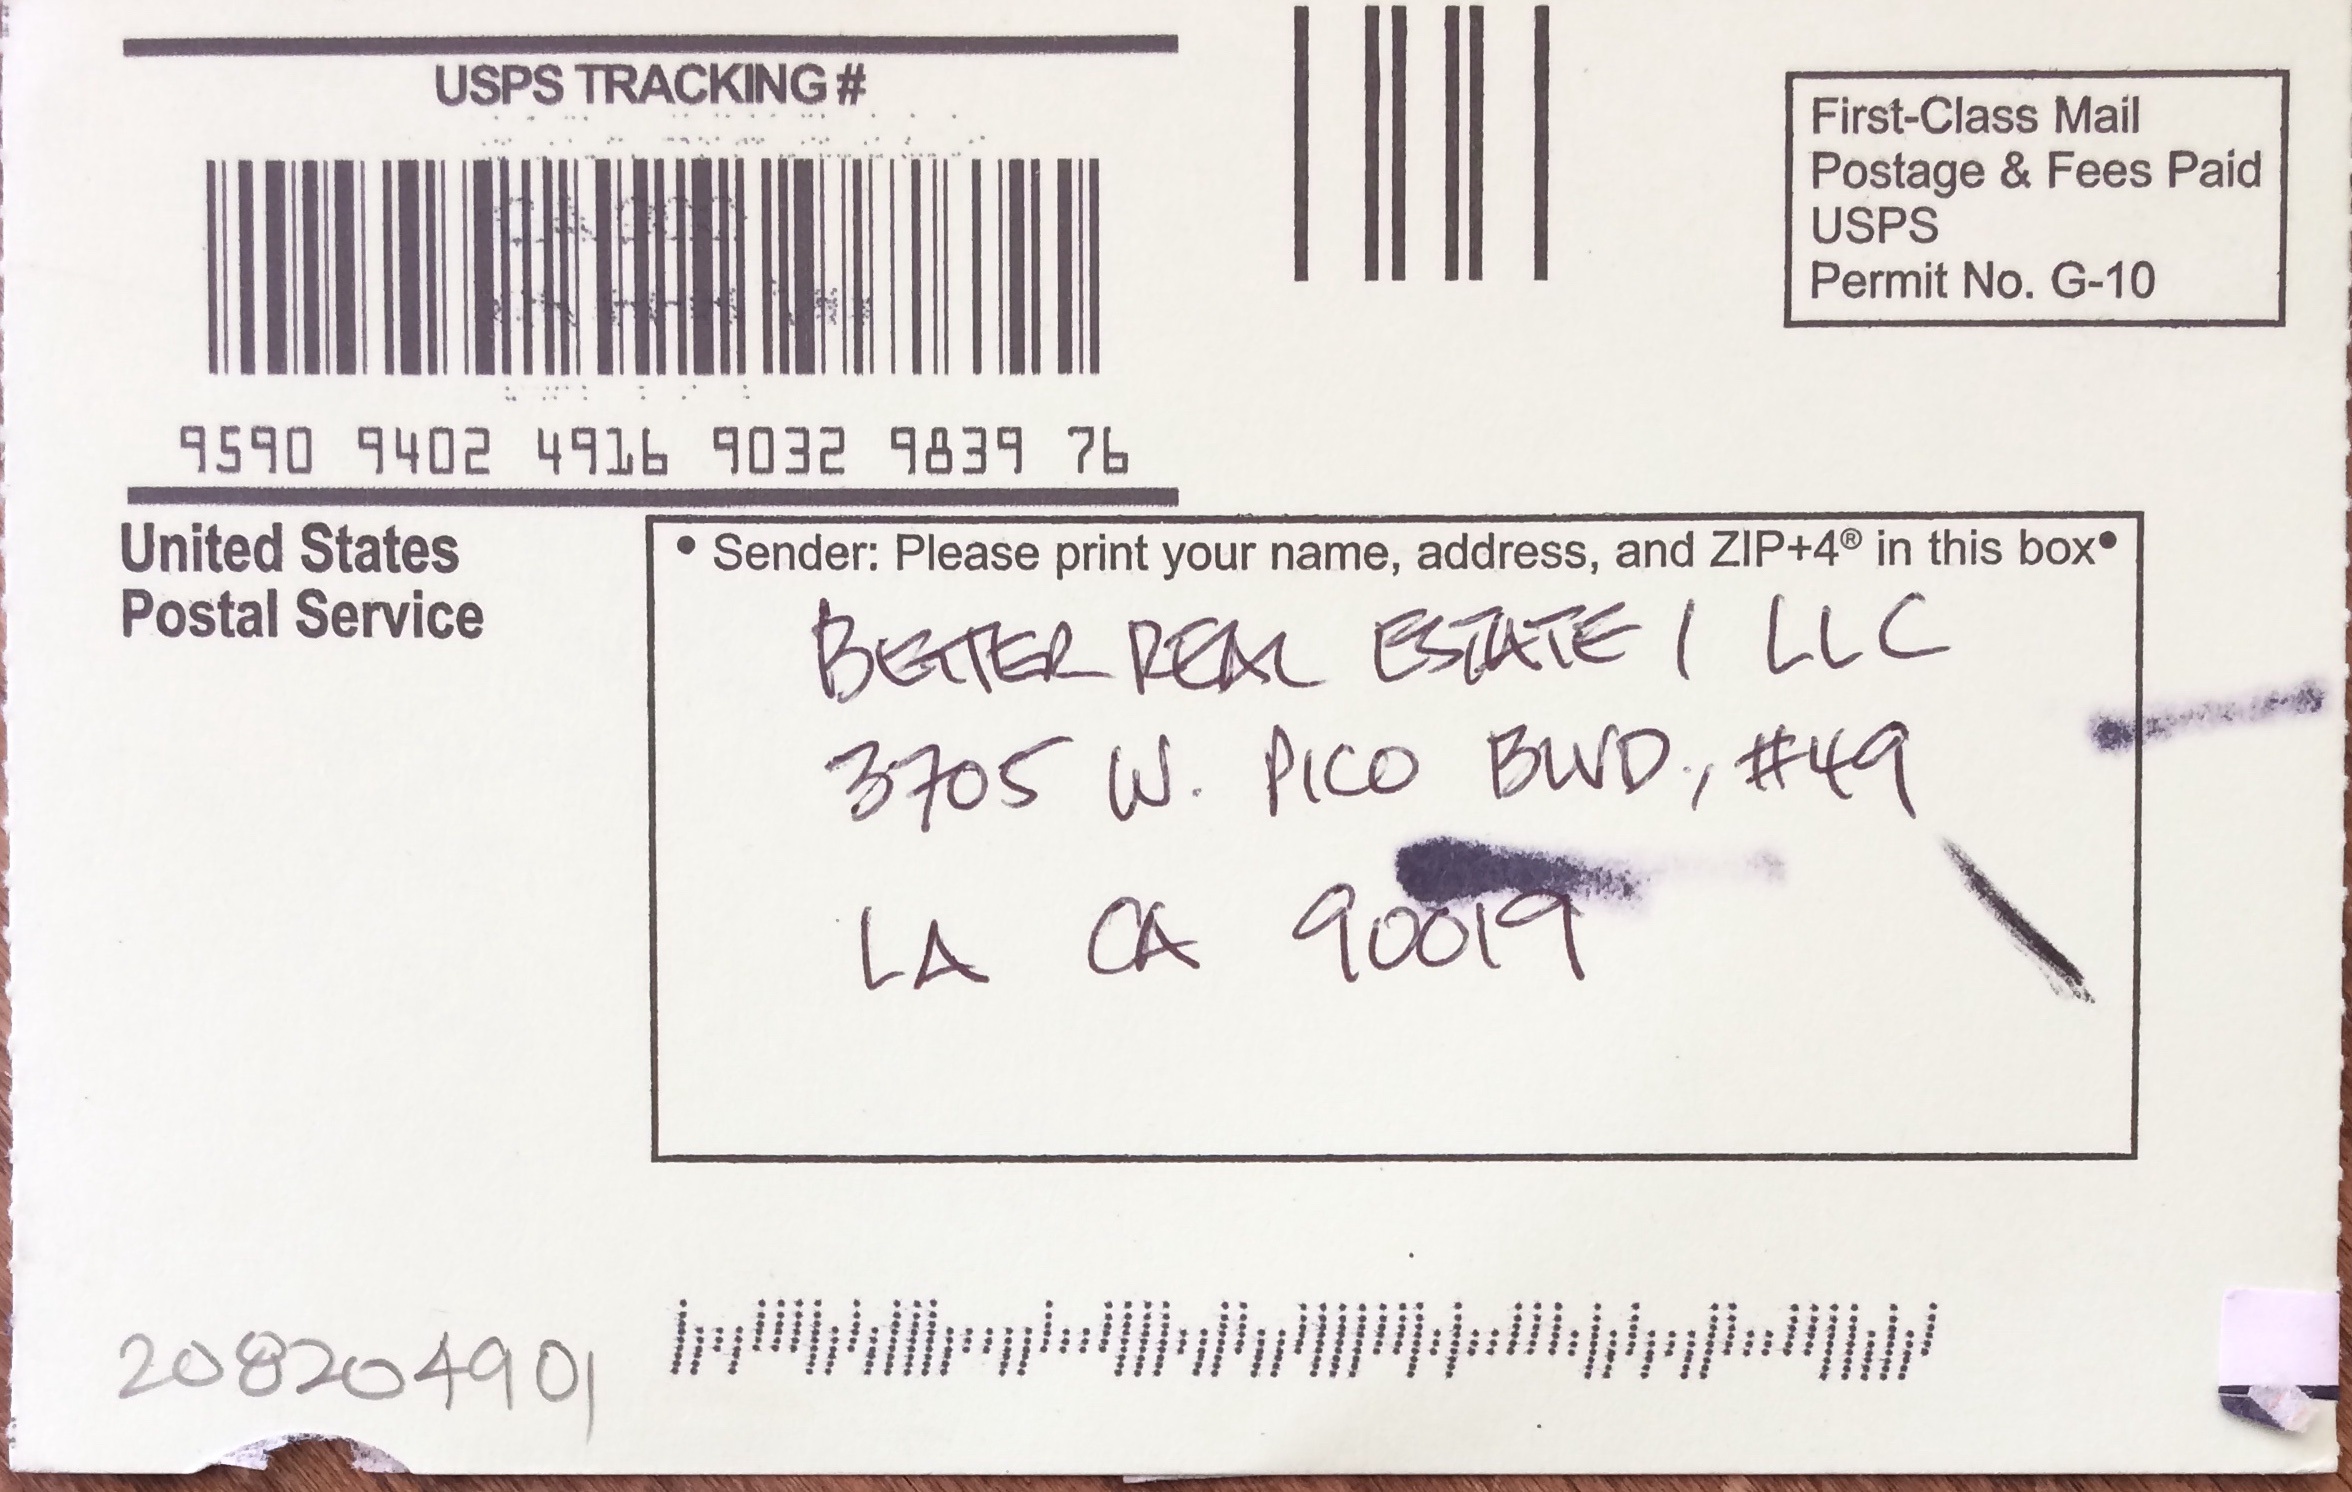 USPS TRACKING #
9590 9402 4916 9032 9839 76
First-Class Mail
Postage & Fees Paid
USPS
Permit No. G-10
United States
Postal Service
• Sender: Please print your name, address, and ZIP+4® in this box•
BETTER REAL ESTATE 1 LLC
3705 W. PICO BLVD., #49
LA CA 90019
208204901